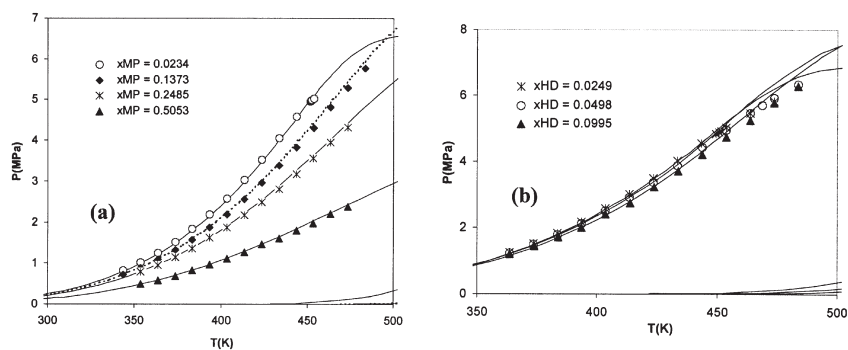 7
6
5
4
3
2
1
0
P(MPa)
xMP = 0.0234
xMP = 0.1373
xMP = 0.2485
xMP = 0.5053
(a)
300 350 400 450 500
T(K)
8
6
4
2
0
P(MPa)
xHD = 0.0249
xHD = 0.0498
xHD = 0.0995
(b)
350 400 450 500
T(K)